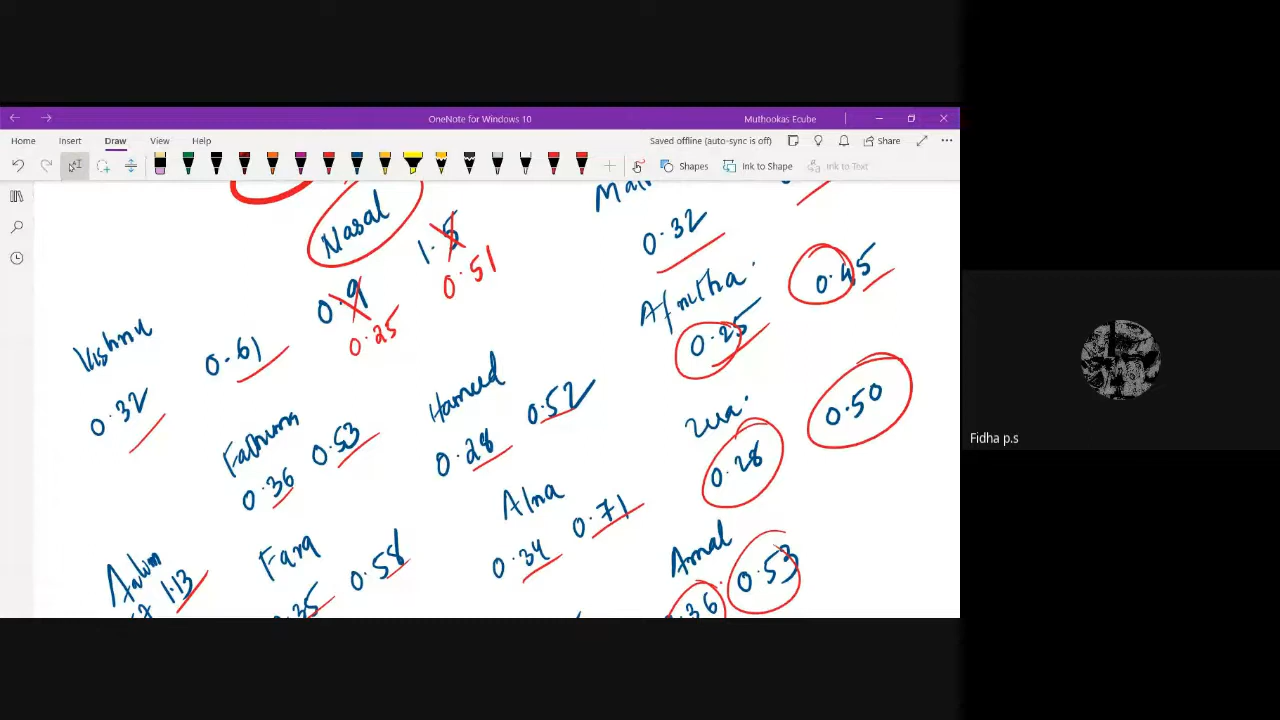 OneNote for Windows 10
Muthookas Ecube
Home Insert Draw View Help
Saved offline (auto-sync is off)
Share
Shapes
Ink to Shape
Ink to Text
Nasal
1.5
0.51
0.9
0.25
0.32
0.45
0.25
Vishnu
0.61
0.32
Hameed
0.52
0.28
0.53
0.36
0.50
0.28
Alna
0.71
0.34
Fara
0.58
.35
Amal
0.53
.36
1.13
Fidha p.s